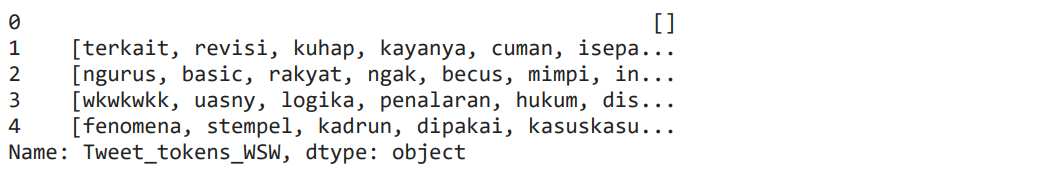 0 []
1 [terkait, revisi, kuhap, kayanya, cuman, isepa...
2 [ngurus, basic, rakyat, ngak, becus, mimpi, in...
3 [wkwkwkk, uasny, logika, penalaran, hukum, dis...
4 [fenomena, stempel, kadrun, dipakai, kasuskasu...
Name: Tweet_tokens_WSW, dtype: object